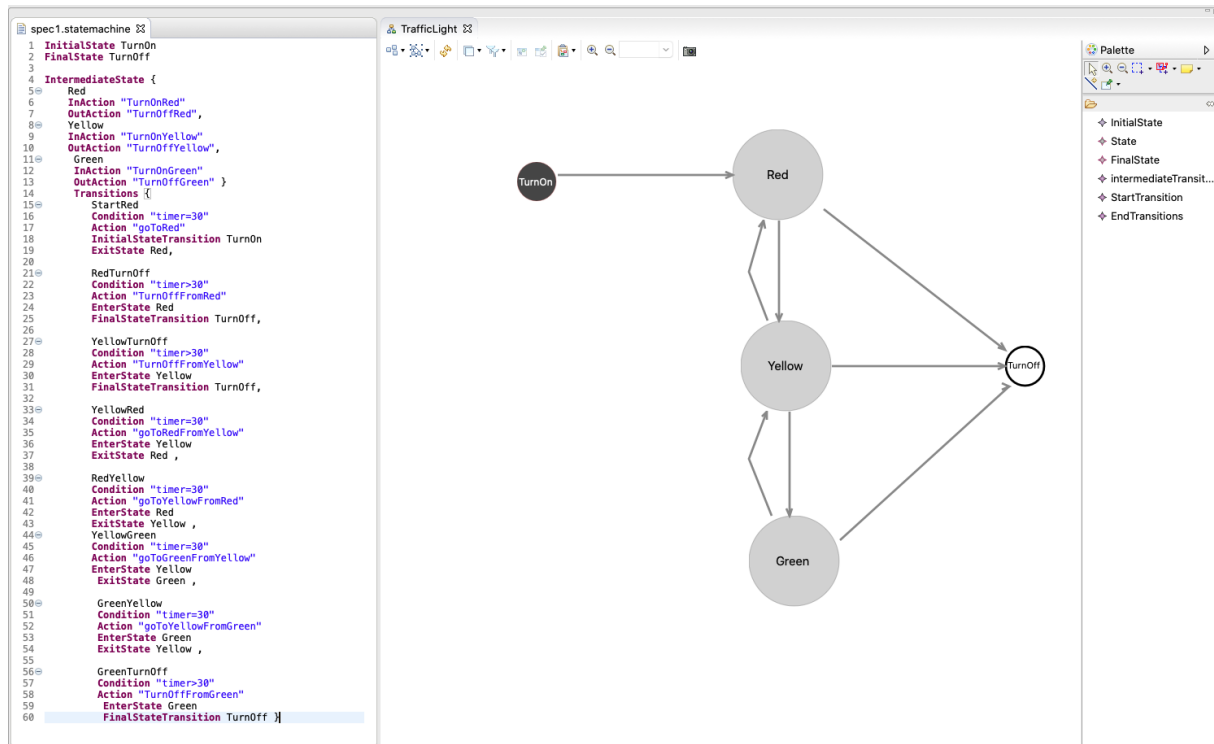 spec1.statemachine
1 InitialState TurnOn
2 FinalState TurnOff
3
4 IntermediateState {
5 Red
6 InAction "TurnOnRed"
7 OutAction "TurnOffRed",
8 Yellow
9 InAction "TurnOnYellow"
10 OutAction "TurnOffYellow",
11 Green
12 InAction "TurnOnGreen"
13 OutAction "TurnOffGreen" }
14 Transitions {
15 StartRed
16 Condition "timer=30"
17 Action "goToRed"
18 InitialStateTransition TurnOn
19 ExitState Red,
20
21 RedTurnOff
22 Condition "timer>30"
23 Action "TurnOffFromRed"
24 EnterState Red
25 FinalStateTransition TurnOff,
26
27 YellowTurnOff
28 Condition "timer>30"
29 Action "TurnOffFromYellow"
30 EnterState Yellow
31 FinalStateTransition TurnOff,
32
33 YellowRed
34 Condition "timer=30"
35 Action "goToRedFromYellow"
36 EnterState Yellow
37 ExitState Red ,
38
39 RedYellow
40 Condition "timer=30"
41 Action "goToYellowFromRed"
42 EnterState Red
43 ExitState Yellow ,
44 YellowGreen
45 Condition "timer=30"
46 Action "goToGreenFromYellow"
47 EnterState Yellow
48 ExitState Green ,
49
50 GreenYellow
51 Condition "timer=30"
52 Action "goToYellowFromGreen"
53 EnterState Green
54 ExitState Yellow ,
55
56 GreenTurnOff
57 Condition "timer>30"
58 Action "TurnOffFromGreen"
59 EnterState Green
60 FinalStateTransition TurnOff }
TrafficLight
TurnOn
Red
Yellow
TurnOff
Green
Palette
InitialState
State
FinalState
intermediateTransit...
StartTransition
EndTransitions